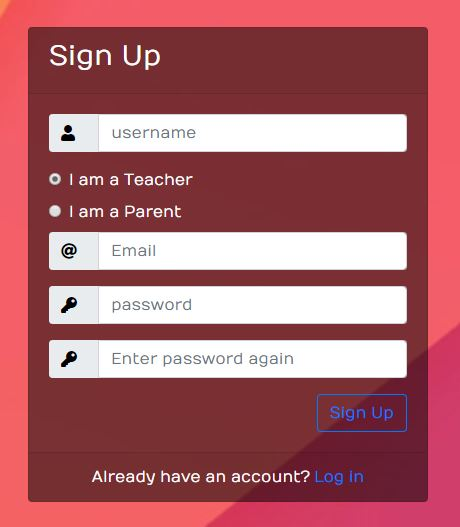 Sign Up
username
I am a Teacher
I am a Parent
@ Email
password
Enter password again
Sign Up
Already have an account? Log in